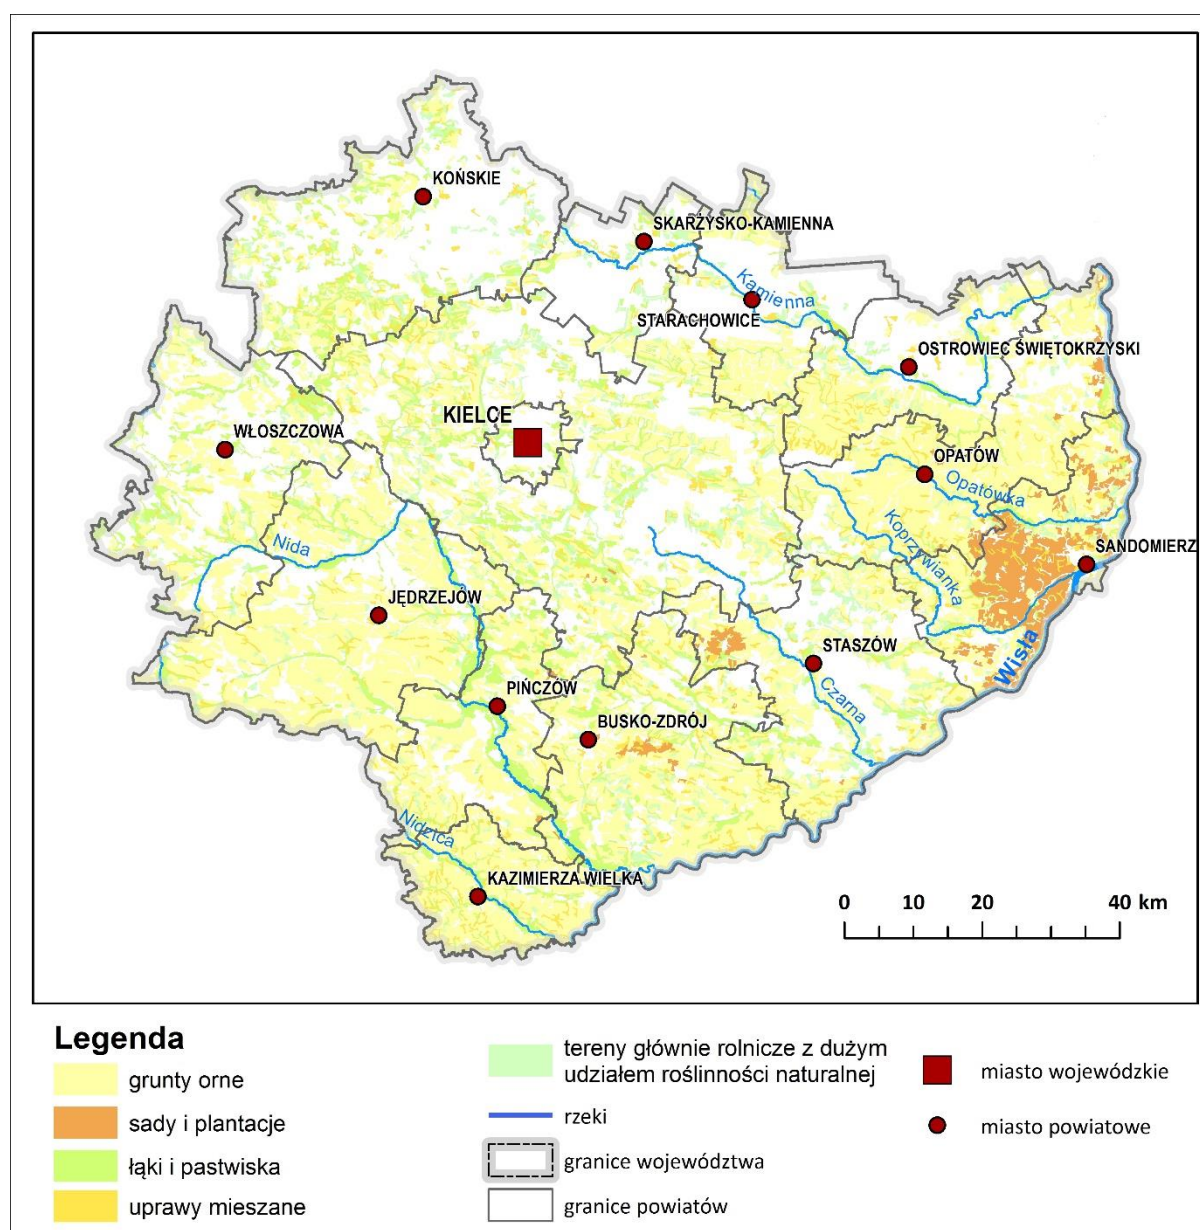 KOŃSKIE
SKARŻYSKO-KAMIENNA
Kamienna
STARACHOWICE
OSTROWIEC ŚWIĘTOKRZYSKI
KIELCE
WŁOSZCZOWA
OPATÓW
Opatówka
Koprzywianka
Nida
SANDOMIERZ
JĘDRZEJÓW
STASZÓW
Wisła
PIŃCZÓW
Czarna
BUSKO-ZDRÓJ
Nidzica
KAZIMIERZA WIELKA
0 10 20 40 km
Legenda
grunty orne
sady i plantacje
łąki i pastwiska
uprawy mieszane
tereny głównie rolnicze z dużym
udziałem roślinności naturalnej
rzeki
granice województwa
granice powiatów
miasto wojewódzkie
miasto powiatowe